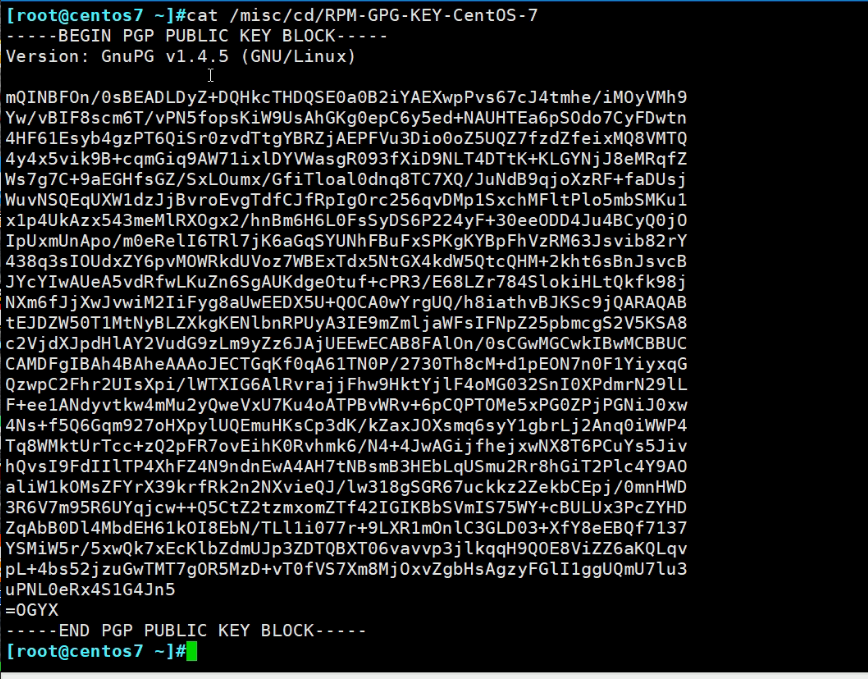 [root@centos7 ~]#cat /misc/cd/RPM-GPG-KEY-CentOS-7
-----BEGIN PGP PUBLIC KEY BLOCK-----
Version: GnuPG v1.4.5 (GNU/Linux)
mQINBFOn/0sBEADLDyZ+DQHkcTHDQSE0a0B2iYAEXwpPvs67cJ4tmhe/iMOyVMh9
Yw/vBIF8scm6T/vPN5fopsKiW9UsAhGKg0epC6y5ed+NAUHTEa6pSOdo7CyFDwtn
4HF61Esyb4gzPT6QiSr0zvdTtgYBRZjAEPFVu3Dio0oZ5UQZ7fzdZfeixMQ8VMTQ
4y4x5vik9B+cqmGiq9AW71ixlDYVWasgR093fXiD9NLT4DTtK+KLGYNjJ8eMRqfZ
Ws7g7C+9aEGHfsGZ/SxLOumx/GfiTloal0dnq8TC7XQ/JuNdB9qjoXzRF+faDUsj
WuvNSQEqUXW1dzJjBvroEvgTdfCJfRpIgOrc256qvDMp1SxchMFltPlo5mbSMKu1
x1p4UkAzx543meMlRXOgx2/hnBm6H6L0FsSyDS6P224yF+30eeODD4Ju4BCyQ0jO
IpUxmUnApo/m0eRelI6TRl7jK6aGqSYUNhFBuFxSPKgKYBpFhVzRM63Jsvib82rY
438q3sIOUdxZY6pvMOWRkdUVoz7WBExTdx5NtGX4kdW5QtcQHM+2kht6sBnJsvcB
JYcYIwAUeA5vdRfwLKuZn6SgAUKdgeOtuf+cPR3/E68LZr784SlokiHLtQkfk98j
NXm6fJjXwJvwiM2IiFyg8aUwEEDX5U+QOCA0wYrgUQ/h8iathvBJKSc9jQARAQAB
tEJDZW50T1MtNyBLZXkgKENlbnRPUyA3IE9mZmljaWFsIFNpZ25pbmcgS2V5KSA8
c2VjdXJpdHlAY2VudG9zLm9yZz6JAjUEEwECAB8FAlOn/0sCGwMGCwkIBwMCBBUC
CAMDFgIBAh4BAheAAAoJECTGqKf0qA61TN0P/2730Th8cM+d1pEON7n0F1YiyxqG
QzwpC2Fhr2UIsXpi/lWTXIG6AlRvrajjFhw9HktYjlF4oMG032SnI0XPdmrN29lL
F+ee1ANdyvtkw4mMu2yQweVxU7Ku4oATPBvWRv+6pCQPTOMe5xPG0ZPjPGNiJ0xw
4Ns+f5Q6Gqm927oHXpylUQEmuHKsCp3dK/kZaxJOXsmq6syY1gbrLj2Anq0iWWP4
Tq8WMktUrTcc+zQ2pFR7ovEihK0Rvhmk6/N4+4JwAGijfhejxwNX8T6PCuYs5Jiv
hQvsI9FdIIlTP4XhFZ4N9ndnEwA4AH7tNBsmB3HEbLqUSmu2Rr8hGiT2Plc4Y9AO
aliW1kOMsZFYrX39krfRk2n2NXvieQJ/lw318gSGR67uckkz2ZekbCEpj/0mnHWD
3R6V7m95R6UYqjcw++Q5CtZ2tzmxomZTf42IGIKBbSVmIS75WY+cBULUx3PcZYHD
ZqAbB0Dl4MbdEH61kOI8EbN/TLl1i077r+9LXR1mOnlC3GLD03+XfY8eEBQf7137
YSMiW5r/5xwQk7xEcKlbZdmUJp3ZDTQBXT06vavvp3jlkqqH9QOE8ViZZ6aKQLqv
pL+4bs52jzuGwTMT7gOR5MzD+vT0fVS7Xm8MjOxvZgbHsAgzyFGlI1ggUQmU7lu3
uPNL0eRx4S1G4Jn5
=OGYX
-----END PGP PUBLIC KEY BLOCK-----
[root@centos7 ~]#